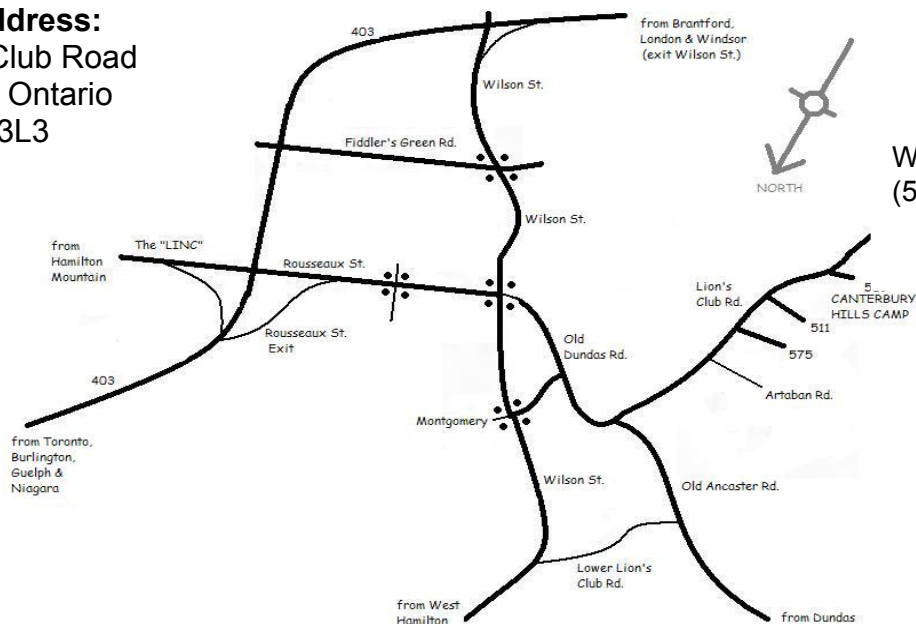 ddress:
Club Road
Ontario
3L3
403
from Brantford,
London & Windsor
(exit Wilson St.)
Wilson St.
Fiddler's Green Rd.
W
(5
NORTH
Wilson St.
from
Hamilton
Mountain
The "LINC"
Rousseaux St.
Lion's
Club Rd.
CANTERBURY
HILLS CAMP
511
575
Rousseaux St.
Exit
Old
Dundas Rd.
403
Artaban Rd.
Montgomery
from Toronto,
Burlington,
Guelph &
Niagara
Wilson St.
Old Ancaster Rd.
Lower Lion's
Club Rd.
from West
Hamilton
from Dundas